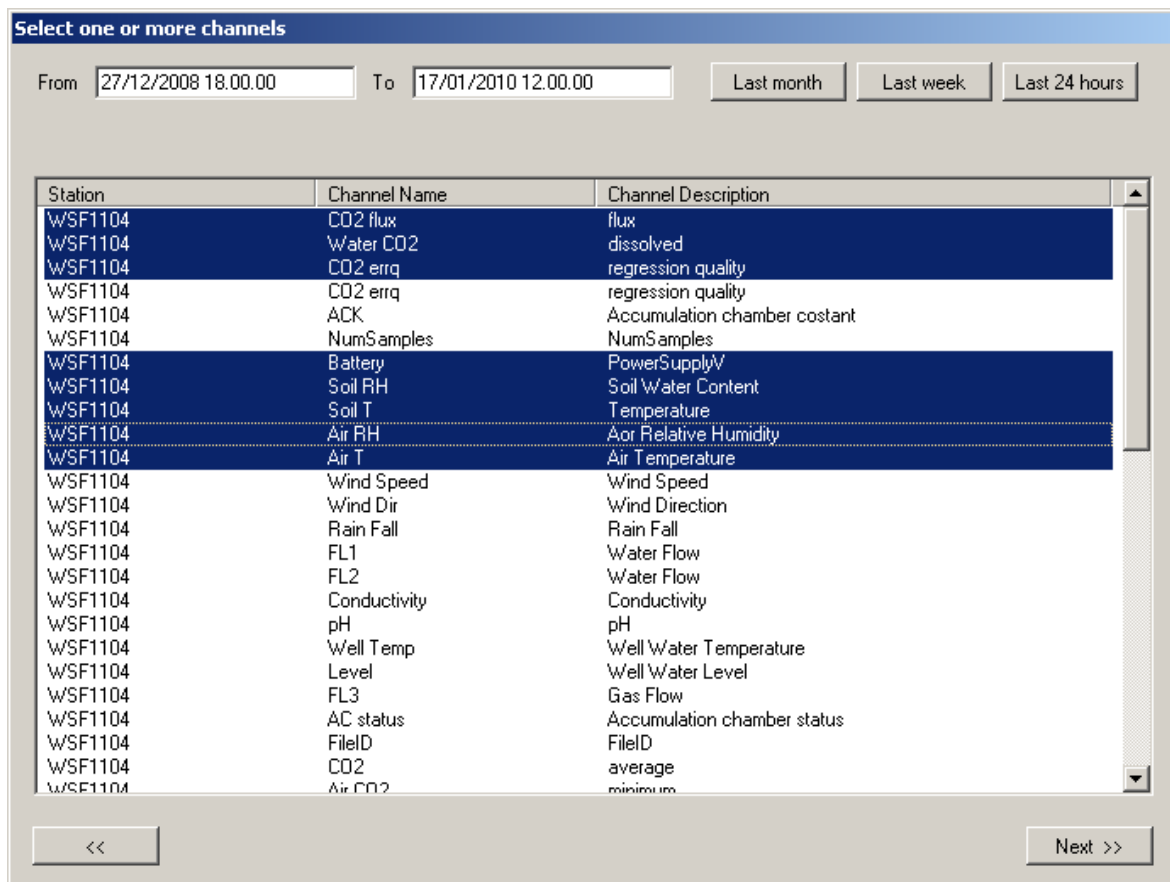 Select one or more channels
From 27/12/2008 18.00.00 To 17/01/2010 12.00.00 Last month Last week Last 24 hours
Station Channel Name Channel Description
WSF1104 CO2 flux flux
WSF1104 Water CO2 dissolved
WSF1104 CO2 errq regression quality
WSF1104 CO2 errq regression quality
WSF1104 ACK Accumulation chamber costant
WSF1104 NumSamples NumSamples
WSF1104 Battery PowerSupplyV
WSF1104 Soil RH Soil Water Content
WSF1104 Soil T Temperature
WSF1104 Air RH Aor Relative Humidity
WSF1104 Air T Air Temperature
WSF1104 Wind Speed Wind Speed
WSF1104 Wind Dir Wind Direction
WSF1104 Rain Fall Rain Fall
WSF1104 FL1 Water Flow
WSF1104 FL2 Water Flow
WSF1104 Conductivity Conductivity
WSF1104 pH pH
WSF1104 Well Temp Well Water Temperature
WSF1104 Level Well Water Level
WSF1104 FL3 Gas Flow
WSF1104 AC status Accumulation chamber status
WSF1104 FileID FileID
WSF1104 CO2 average
WSF1104 Air CO2 minimum
<< Next >>